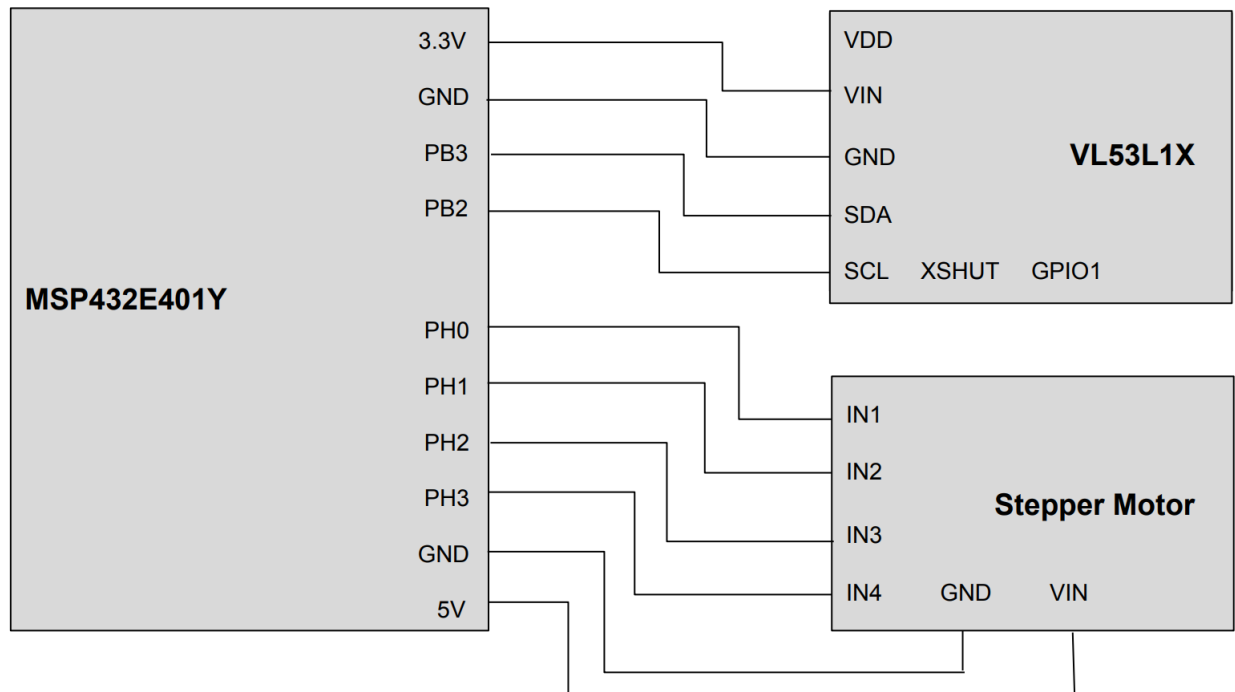 3.3V
GND
PB3
PB2
MSP432E401Y
PH0
PH1
PH2
PH3
GND
5V
VDD
VIN
GND
VL53L1X
SDA
SCL XSHUT GPIO1
IN1
IN2
Stepper Motor
IN3
IN4 GND VIN